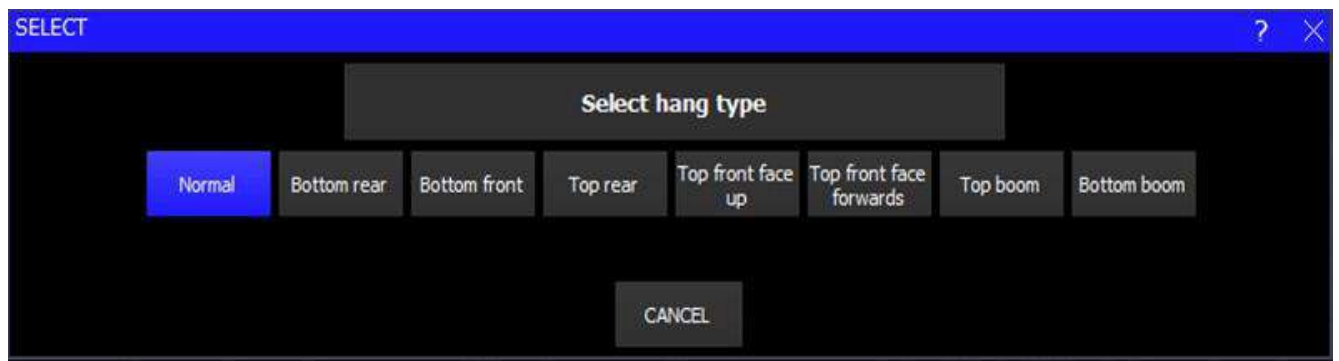 SELECT ?
Select hang type
Normal Bottom rear Bottom front Top rear Top front face up Top front face forwards Top boom Bottom boom
CANCEL